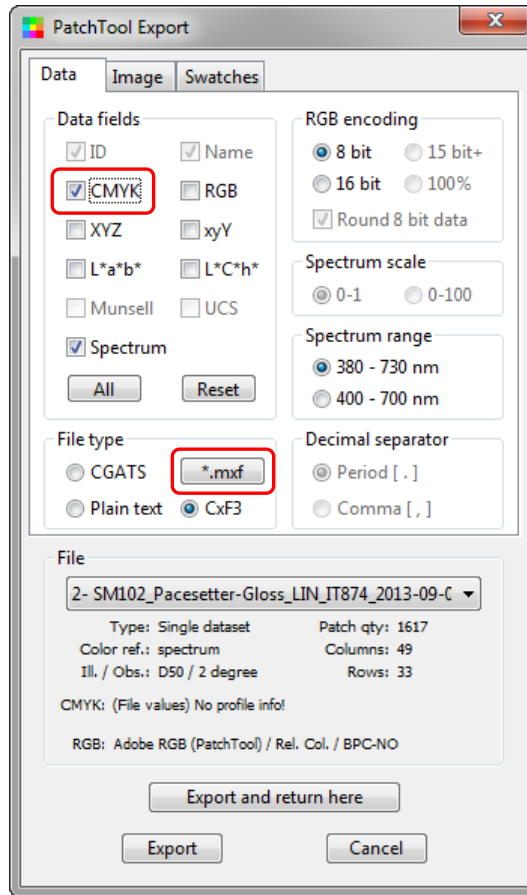 PatchTool Export
Data
Image
Swatches
Data fields
ID
Name
CMYK
RGB
XYZ
xyY
L*a*b*
L*C*h*
Munsell
UCS
Spectrum
All
Reset
RGB encoding
8 bit
15 bit+
16 bit
100%
Round 8 bit data
Spectrum scale
0-1
0-100
Spectrum range
380 - 730 nm
400 - 700 nm
File type
CGATS
*.mxf
Plain text
CxF3
Decimal separator
Period [ . ]
Comma [ , ]
File
2- SM102_Pacesetter-Gloss_LIN_IT874_2013-09-0
Type: Single dataset
Patch qty: 1617
Color ref.: spectrum
Columns: 49
Ill. / Obs.: D50 / 2 degree
Rows: 33
CMYK: (File values) No profile info!
RGB: Adobe RGB (PatchTool) / Rel. Col. / BPC-NO
Export and return here
Export
Cancel